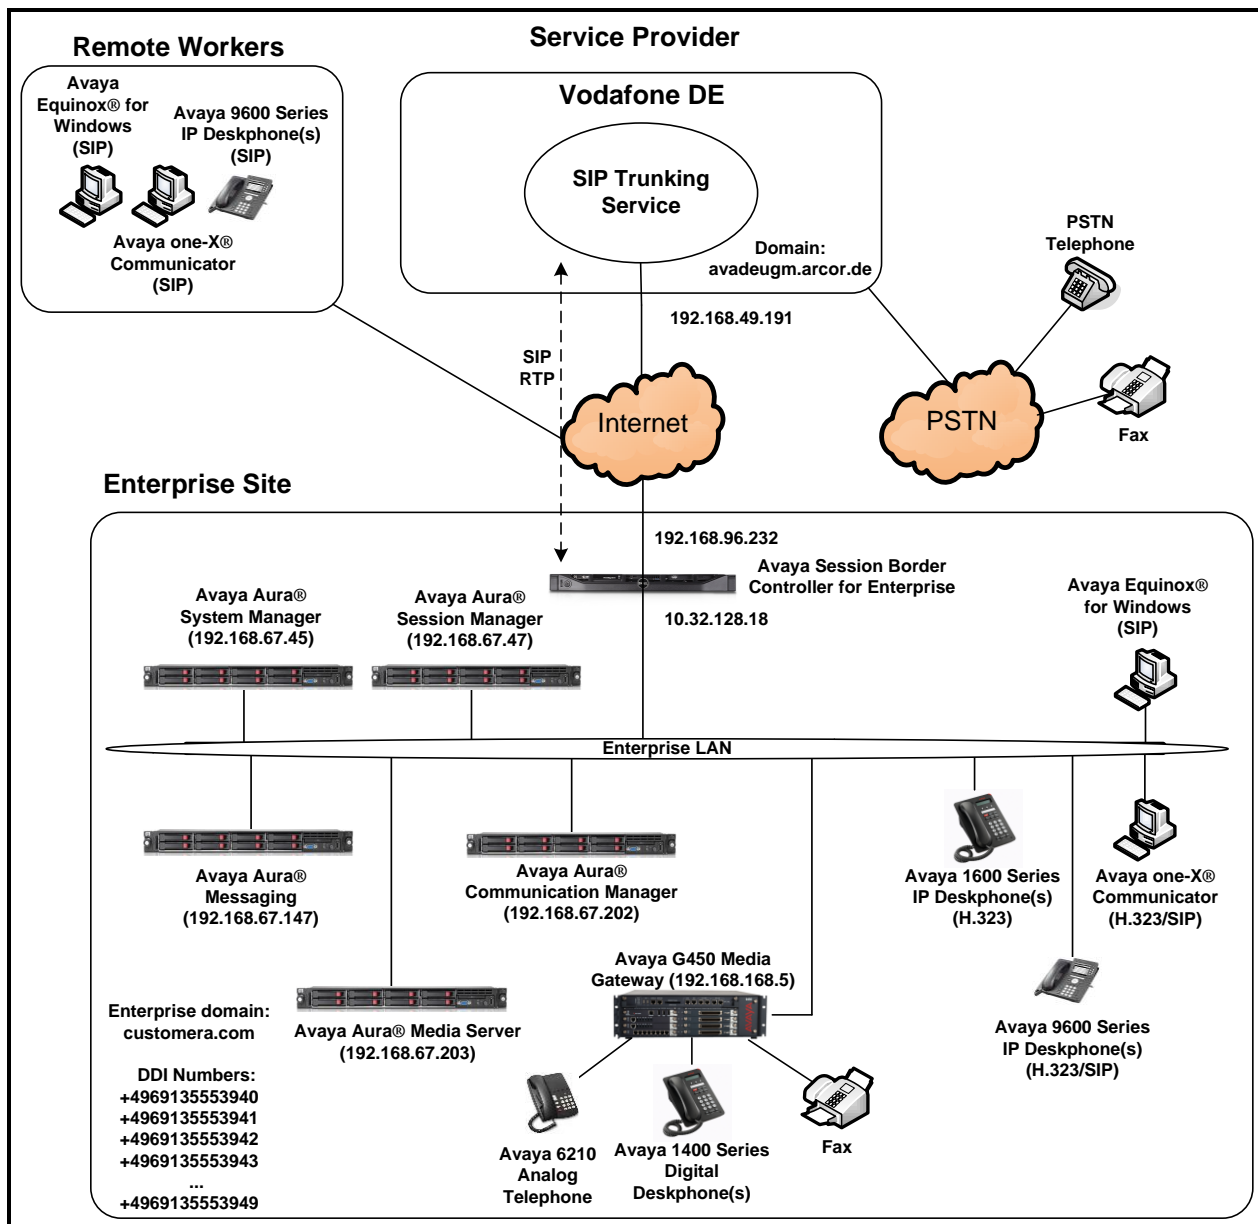 Remote Workers
Avaya
Equinox® for
Windows
(SIP)
Avaya 9600 Series
IP Deskphone(s)
(SIP)
Avaya one-X®
Communicator
(SIP)
Service Provider
Vodafone DE
SIP Trunking
Service
Domain:
avadeugm.arcor.de
192.168.49.191
SIP
RTP
Internet
PSTN
Telephone
PSTN
Fax
Enterprise Site
192.168.96.232
Avaya Session Border
Controller for Enterprise
10.32.128.18
Avaya Aura®
System Manager
(192.168.67.45)
Avaya Aura®
Session Manager
(192.168.67.47)
Avaya Equinox®
for Windows
(SIP)
Enterprise LAN
Avaya Aura®
Messaging
(192.168.67.147)
Avaya Aura®
Communication Manager
(192.168.67.202)
Avaya 1600 Series
IP Deskphone(s)
(H.323)
Avaya one-X®
Communicator
(H.323/SIP)
Avaya G450 Media
Gateway (192.168.168.5)
Avaya Aura® Media Server
(192.168.67.203)
Avaya 9600 Series
IP Deskphone(s)
(H.323/SIP)
Enterprise domain:
customera.com
DDI Numbers:
+4969135553940
+4969135553941
+4969135553942
+4969135553943
...
+4969135553949
Avaya 6210
Analog
Telephone
Avaya 1400 Series
Digital
Deskphone(s)
Fax